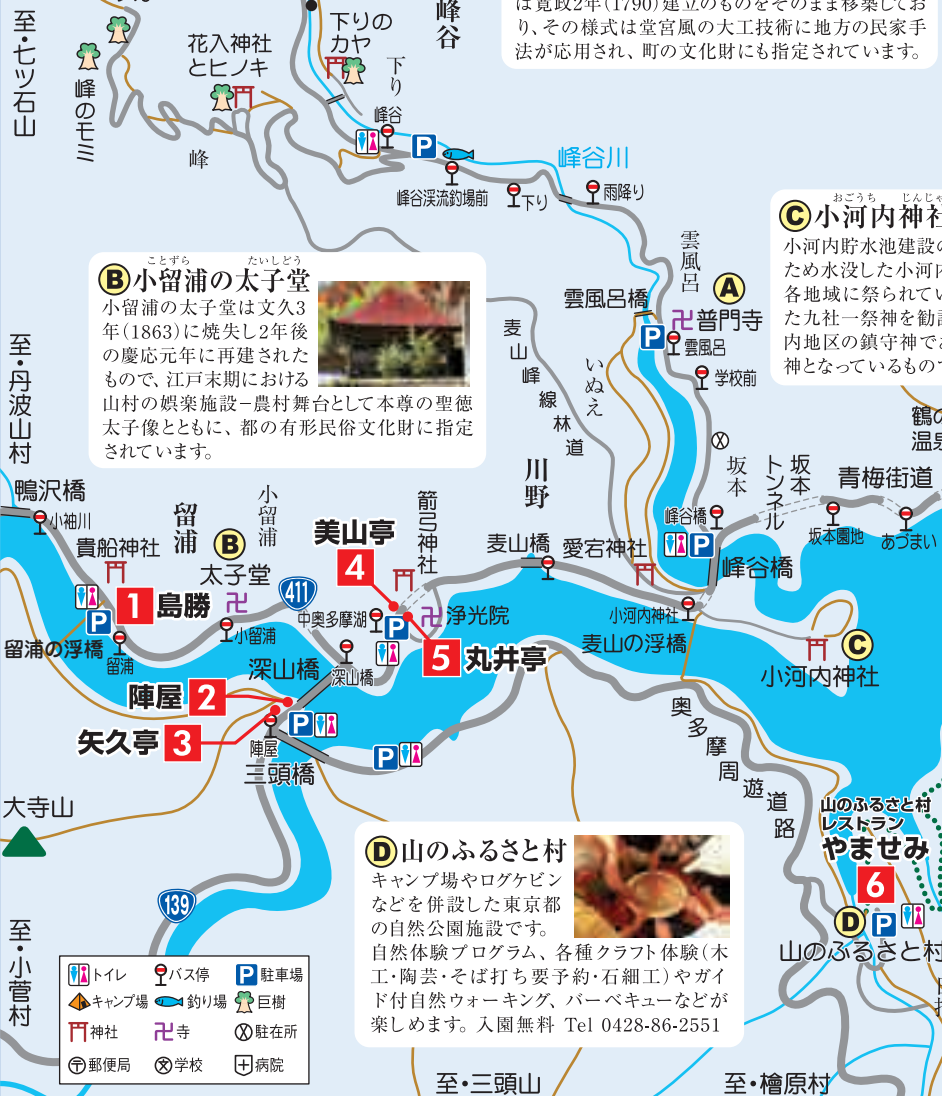 は寛政2年(1790)建立のものをそのまま移築してお
り、その様式は堂宮風の大工技術に地方の民家手
法が応用され、町の文化財にも指定されています。
至・七ツ石山
峰のモミ
花入神社
とヒノキ
峰
下りの
カヤ
下り
峰谷
峰谷
P
峰谷渓流釣場前
下り
峰谷川
雨降り
雲風呂
A
雲風呂橋
P
卍普門寺
雲風呂
学校前
C
おごうち
小河内神社
小河内貯水池建設の
ため水没した小河内
各地域に祭られてい
た九社一祭神を勧請
内地区の鎮守神であ
神となっているもので
B
ことずら たいしどう
小留浦の太子堂
小留浦の太子堂は文久3
年(1863)に焼失し2年後
の慶応元年に再建された
もので、江戸末期における
山村の娯楽施設−農村舞台として本尊の聖徳
太子像とともに、都の有形民俗文化財に指定
されています。
麦山峰線林道
いぬえ
至・丹波山村
鴨沢橋
小袖川
貴船神社
留浦
小留浦
B
太子堂
卍
小留浦
1 島勝
P
留浦の浮橋
留浦
411
美山亭
4
箭弓神社
中奥多摩湖
P
卍浄光院
5 丸井亭
川野
麦山橋
愛宕神社
坂本
坂本
トンネル
青梅街道
峰谷橋
P
峰谷橋
坂本園地
あづまい
鶴の
温泉
小河内神社
麦山の浮橋
C
小河内神社
深山橋
深山橋
陣屋 2
矢久亭 3
陣屋
P
三頭橋
P
奥多摩周遊道路
大寺山
139
至・小菅村
D
山のふるさと村
キャンプ場やログケビン
などを併設した東京都
の自然公園施設です。
自然体験プログラム、各種クラフト体験(木
工・陶芸・そば打ち要予約・石細工)やガイ
ド付自然ウォーキング、バーベキューなどが
楽しめます。入園無料 Tel 0428-86-2551
山のふるさと村
レストラン
やませみ
6
D
P
山のふるさと村
トイレ バス停 P 駐車場
キャンプ場 釣り場 巨樹
神社 卍 寺 駐在所
郵便局 学校 病院
至・三頭山
至・檜原村